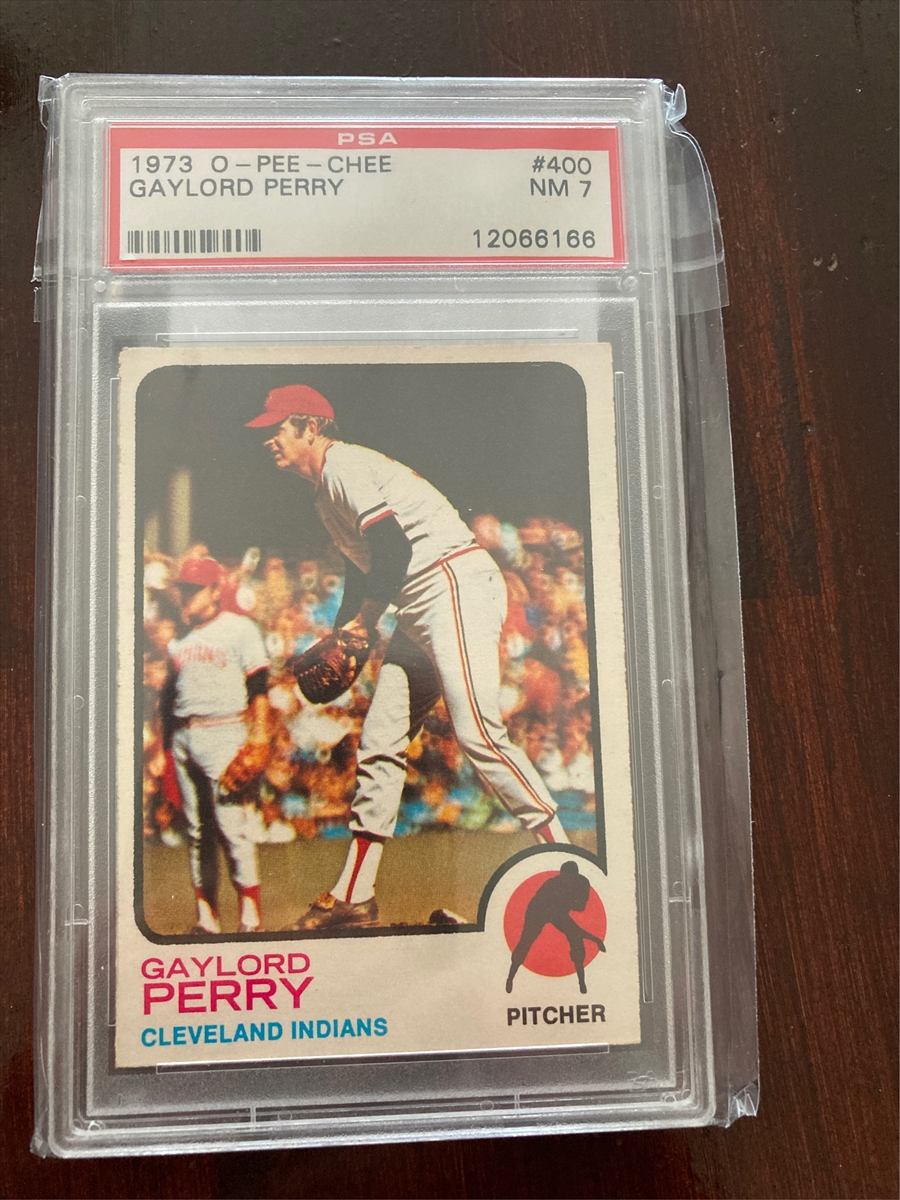 PSA
1973 O-PEE-CHEE #400
GAYLORD PERRY NM 7
12066166
GAYLORD
PERRY
CLEVELAND INDIANS
PITCHER